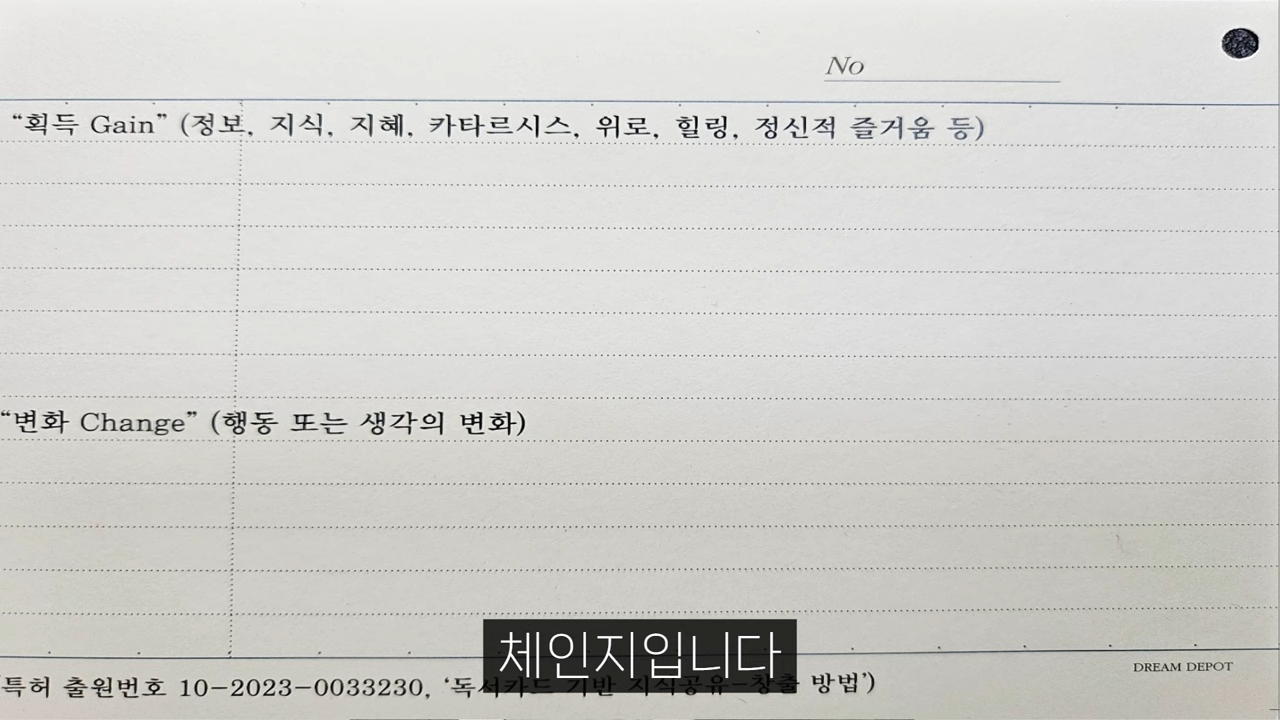 No
“획득 Gain” (정보, 지식, 지혜, 카타르시스, 위로, 힐링, 정신적 즐거움 등)
“변화 Change” (행동 또는 생각의 변화)
체인지입니다
DREAM DEPOT
특허 출원번호 10-2023-0033230, ‘독서카드 기반 지식공유-창출 방법’)